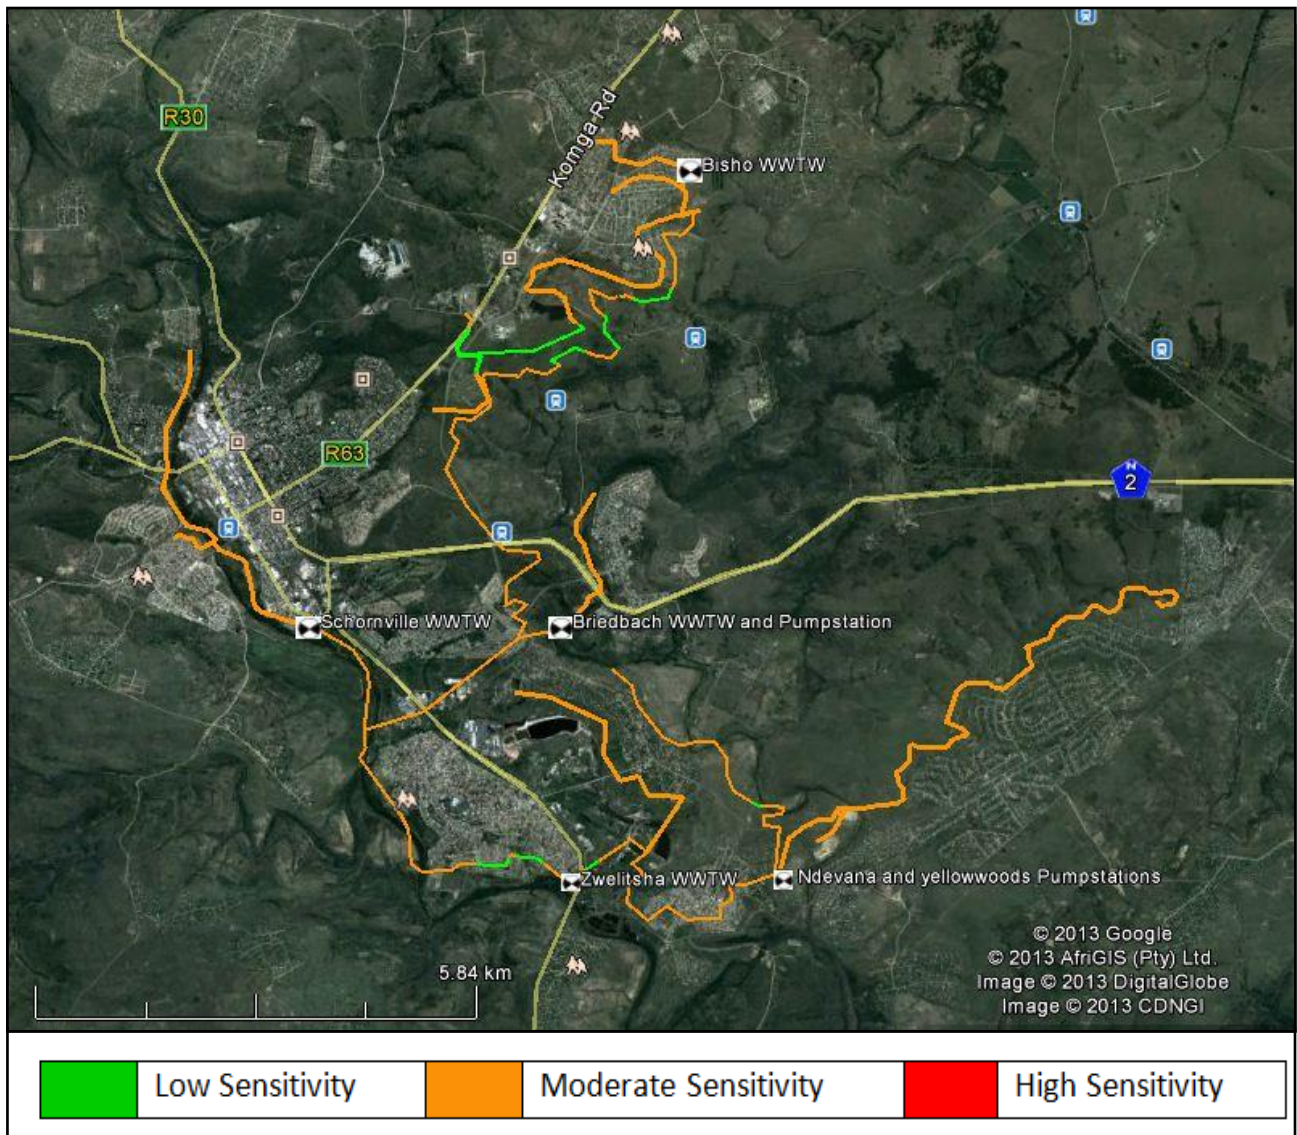 R30
Komga Rd
Bisho WWTW
R63
N
2
Schornville WWTW
Briedbach WWTW and Pumpstation
Zwelitsha WWTW
Ndevana and yellowwoods Pumpstations
5.84 km
© 2013 Google
© 2013 AfriGIS (Pty) Ltd.
Image © 2013 DigitalGlobe
Image © 2013 CDNGI
Low Sensitivity
Moderate Sensitivity
High Sensitivity